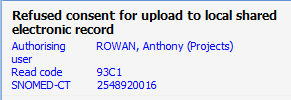 Refused consent for upload to local shared
electronic record
Authorising user ROWAN, Anthony (Projects)
Read code 93C1
SNOMED-CT 2548920016